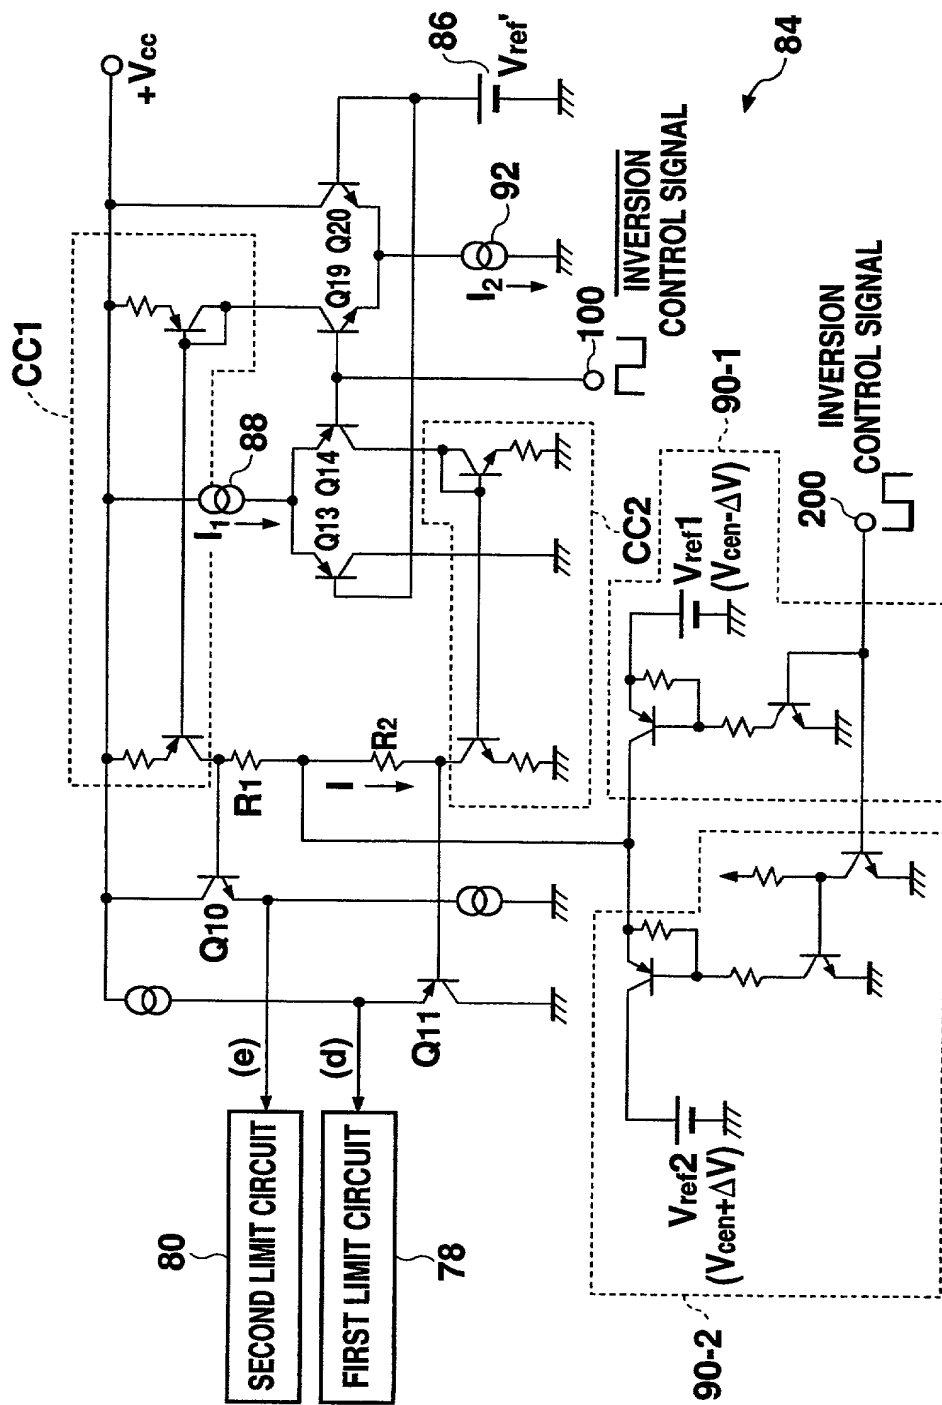 CC1
+Vcc
88
I1
Q13 Q14
Q19 Q20
86
Vref'
92
I2
100
INVERSION
CONTROL SIGNAL
84
R1
I
R2
CC2
Q10
Q11
(e)
(d)
80
SECOND LIMIT CIRCUIT
FIRST LIMIT CIRCUIT
78
90-1
Vref1
(Vcen-ΔV)
200
INVERSION
CONTROL SIGNAL
Vref2
(Vcen+ΔV)
90-2